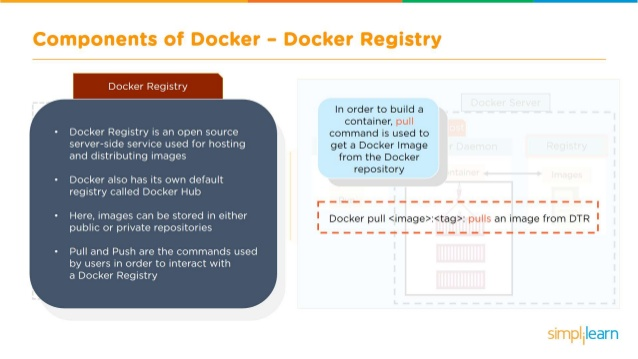 Components of Docker – Docker Registry
Docker Registry
• Docker Registry is an open source
server-side service used for hosting
and distributing images
• Docker also has its own default
registry called Docker Hub
• Here, images can be stored in either
public or private repositories
• Pull and Push are the commands used
by users in order to interact with
a Docker Registry
In order to build a
container, pull
command is used to
get a Docker Image
from the Docker
repository
Docker Server
Daemon
Registry
Images
Docker pull <image>:<tag>: pulls an image from DTR
simplilearn